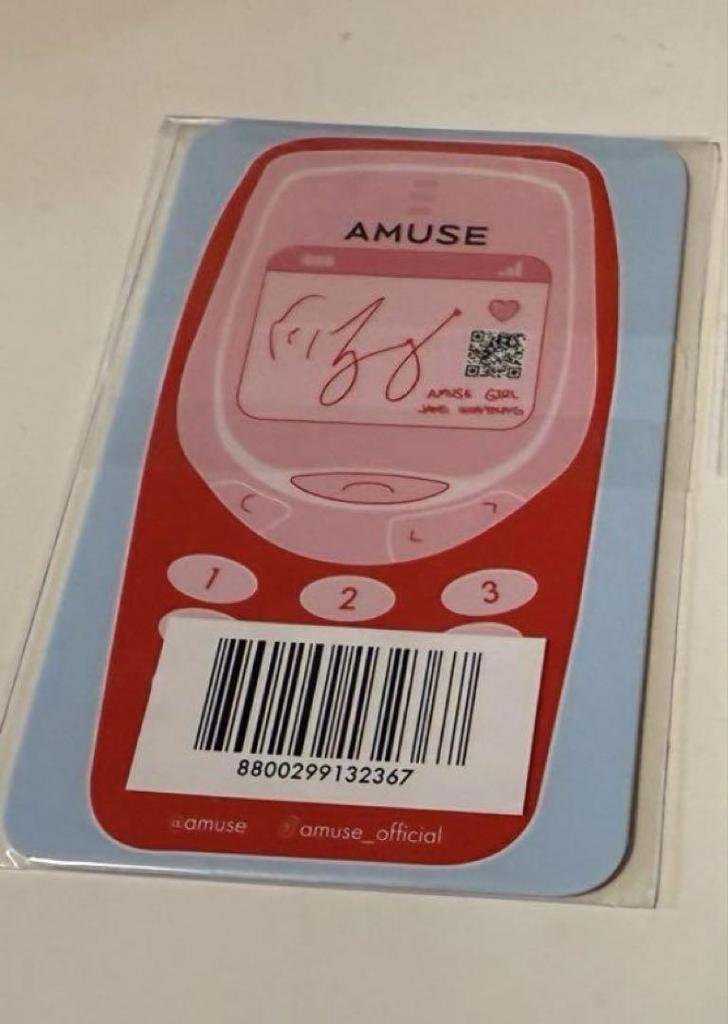 AMUSE
AMUSE GIRL
JANG WONYOUNG
1
2
3
8800299132367
@amuse
@amuse_official